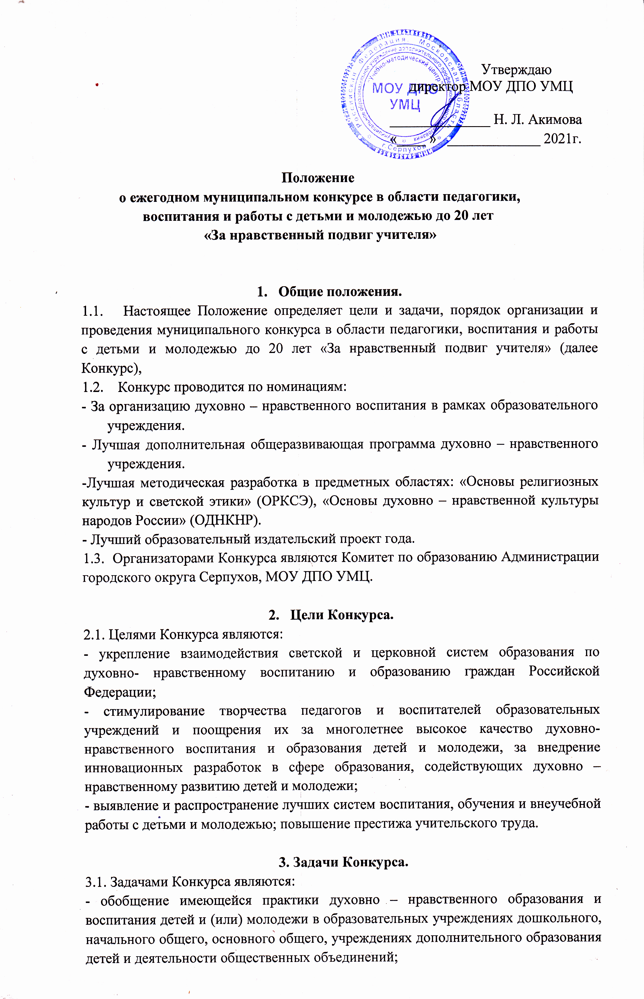 Российская Федерация. Московская область
Муниципальное образовательное учреждение дополнительного профессионального образования
"Учебно-методический центр"
МОУ ДПО
УМЦ
г. Серпухов
Утверждаю
директор МОУ ДПО УМЦ
______________ Н. Л. Акимова
«____ » _____________ 2021г.
Положение
о ежегодном муниципальном конкурсе в области педагогики,
воспитания и работы с детьми и молодежью до 20 лет
«За нравственный подвиг учителя»
1. Общие положения.
1.1. Настоящее Положение определяет цели и задачи, порядок организации и
проведения муниципального конкурса в области педагогики, воспитания и работы
с детьми и молодежью до 20 лет «За нравственный подвиг учителя» (далее
Конкурс),
1.2. Конкурс проводится по номинациям:
- За организацию духовно – нравственного воспитания в рамках образовательного
учреждения.
- Лучшая дополнительная общеразвивающая программа духовно – нравственного
учреждения.
-Лучшая методическая разработка в предметных областях: «Основы религиозных
культур и светской этики» (ОРКСЭ), «Основы духовно – нравственной культуры
народов России» (ОДНКНР).
- Лучший образовательный издательский проект года.
1.3. Организаторами Конкурса являются Комитет по образованию Администрации
городского округа Серпухов, МОУ ДПО УМЦ.
2. Цели Конкурса.
2.1. Целями Конкурса являются:
- укрепление взаимодействия светской и церковной систем образования по
духовно- нравственному воспитанию и образованию граждан Российской
Федерации;
- стимулирование творчества педагогов и воспитателей образовательных
учреждений и поощрения их за многолетнее высокое качество духовно-
нравственного воспитания и образования детей и молодежи, за внедрение
инновационных разработок в сфере образования, содействующих духовно –
нравственному развитию детей и молодежи;
- выявление и распространение лучших систем воспитания, обучения и внеучебной
работы с детьми и молодежью; повышение престижа учительского труда.
3. Задачи Конкурса.
3.1. Задачами Конкурса являются:
- обобщение имеющейся практики духовно – нравственного образования и
воспитания детей и (или) молодежи в образовательных учреждениях дошкольного,
начального общего, основного общего, учреждениях дополнительного образования
детей и деятельности общественных объединений;